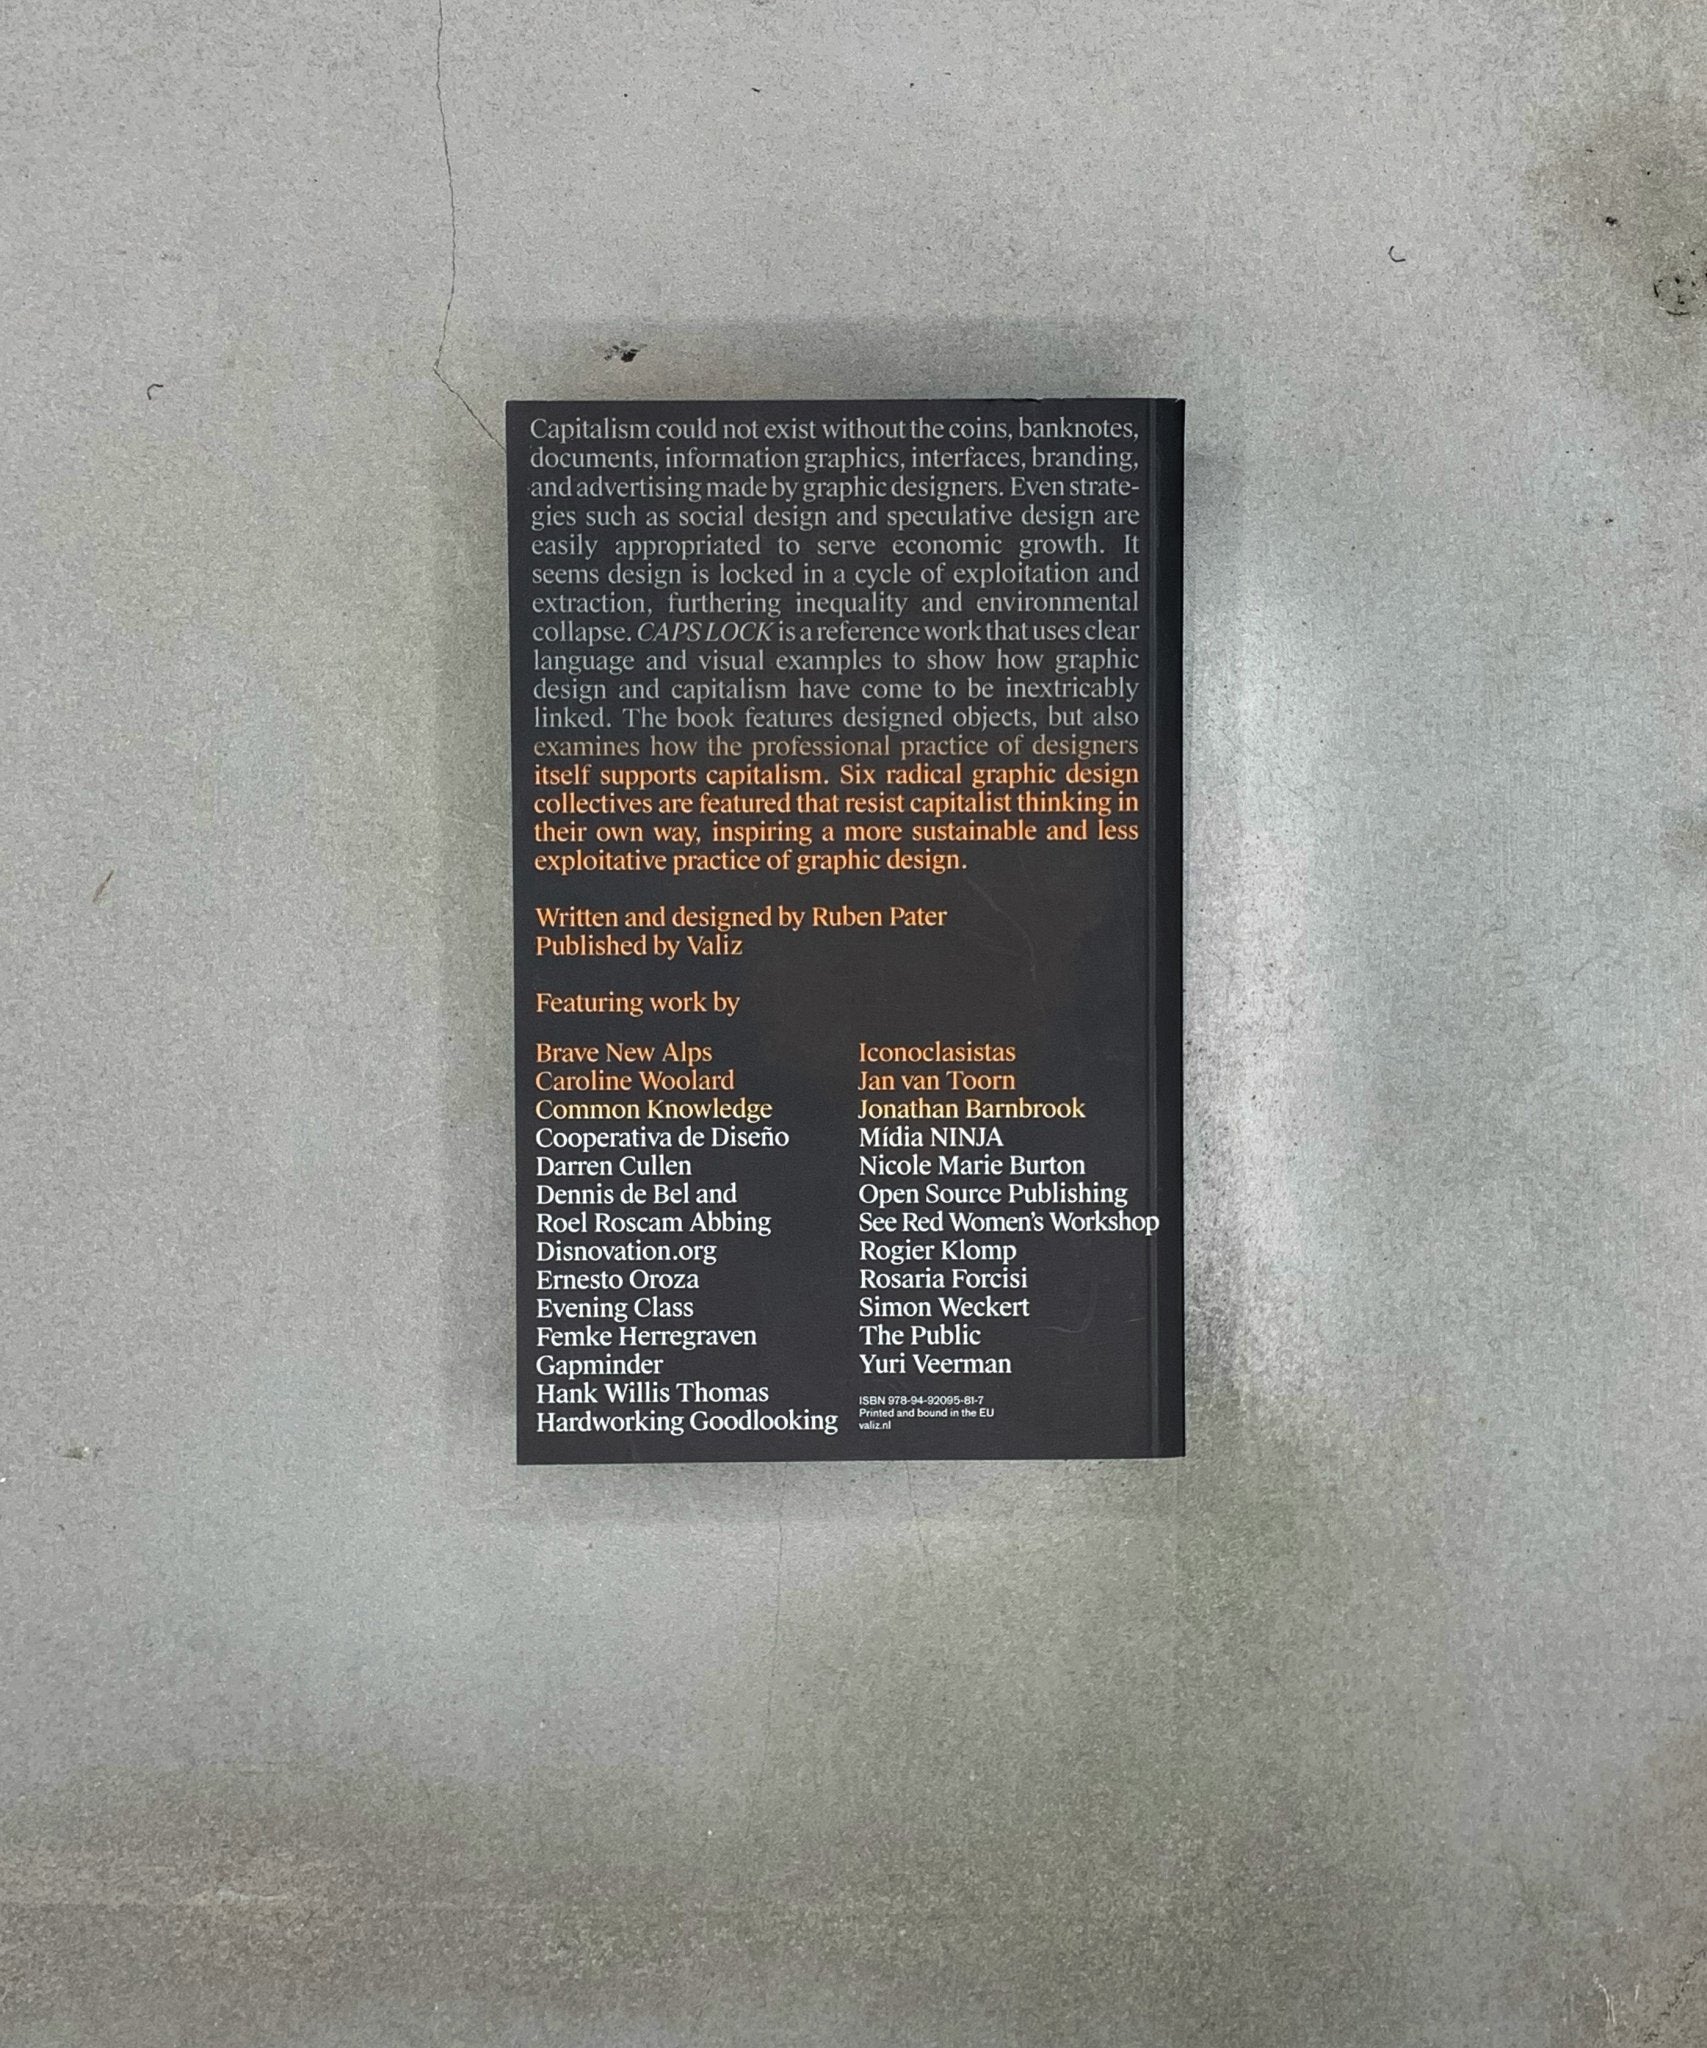 Capitalism could not exist without the coins, banknotes,
documents, information graphics, interfaces, branding,
and advertising made by graphic designers. Even strate-
gies such as social design and speculative design are
easily appropriated to serve economic growth. It
seems design is locked in a cycle of exploitation and
extraction, furthering inequality and environmental
collapse. CAPS LOCK is a reference work that uses clear
language and visual examples to show how graphic
design and capitalism have come to be inextricably
linked. The book features designed objects, but also
examines how the professional practice of designers
itself supports capitalism. Six radical graphic design
collectives are featured that resist capitalist thinking in
their own way, inspiring a more sustainable and less
exploitative practice of graphic design.
Written and designed by Ruben Pater
Published by Valiz
Featuring work by
Brave New Alps
Caroline Woolard
Common Knowledge
Cooperativa de Diseño
Darren Cullen
Dennis de Bel and
Roel Roscam Abbing
Disnovation.org
Ernesto Oroza
Evening Class
Femke Herregraven
Gapminder
Hank Willis Thomas
Hardworking Goodlooking
Iconoclasistas
Jan van Toorn
Jonathan Barnbrook
Mídia NINJA
Nicole Marie Burton
Open Source Publishing
See Red Women's Workshop
Rogier Klomp
Rosaria Forcisi
Simon Weckert
The Public
Yuri Veerman
ISBN 978-94-92095-81-7
Printed and bound in the EU
valiz.nl